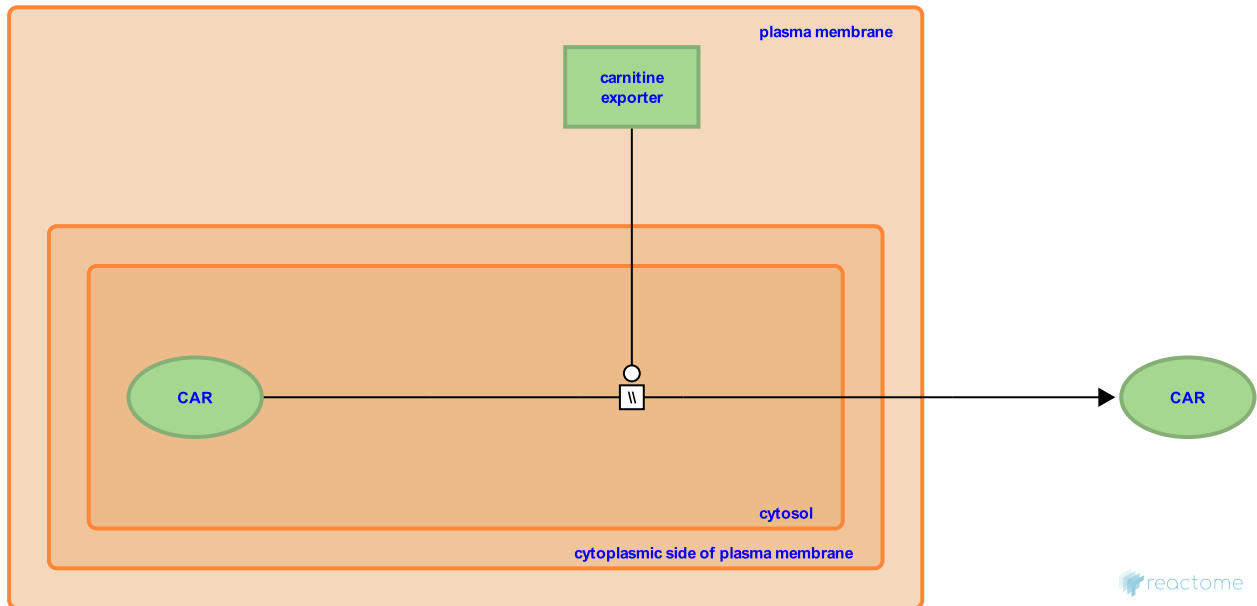 plasma membrane
carnitine
exporter
CAR
\\
CAR
cytosol
cytoplasmic side of plasma membrane
reactome